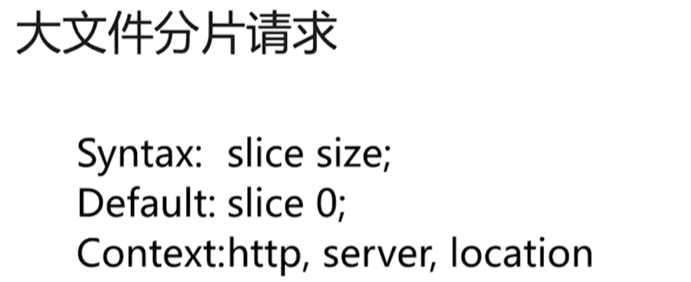 大文件分片请求
Syntax: slice size;
Default: slice 0;
Context:http, server, location